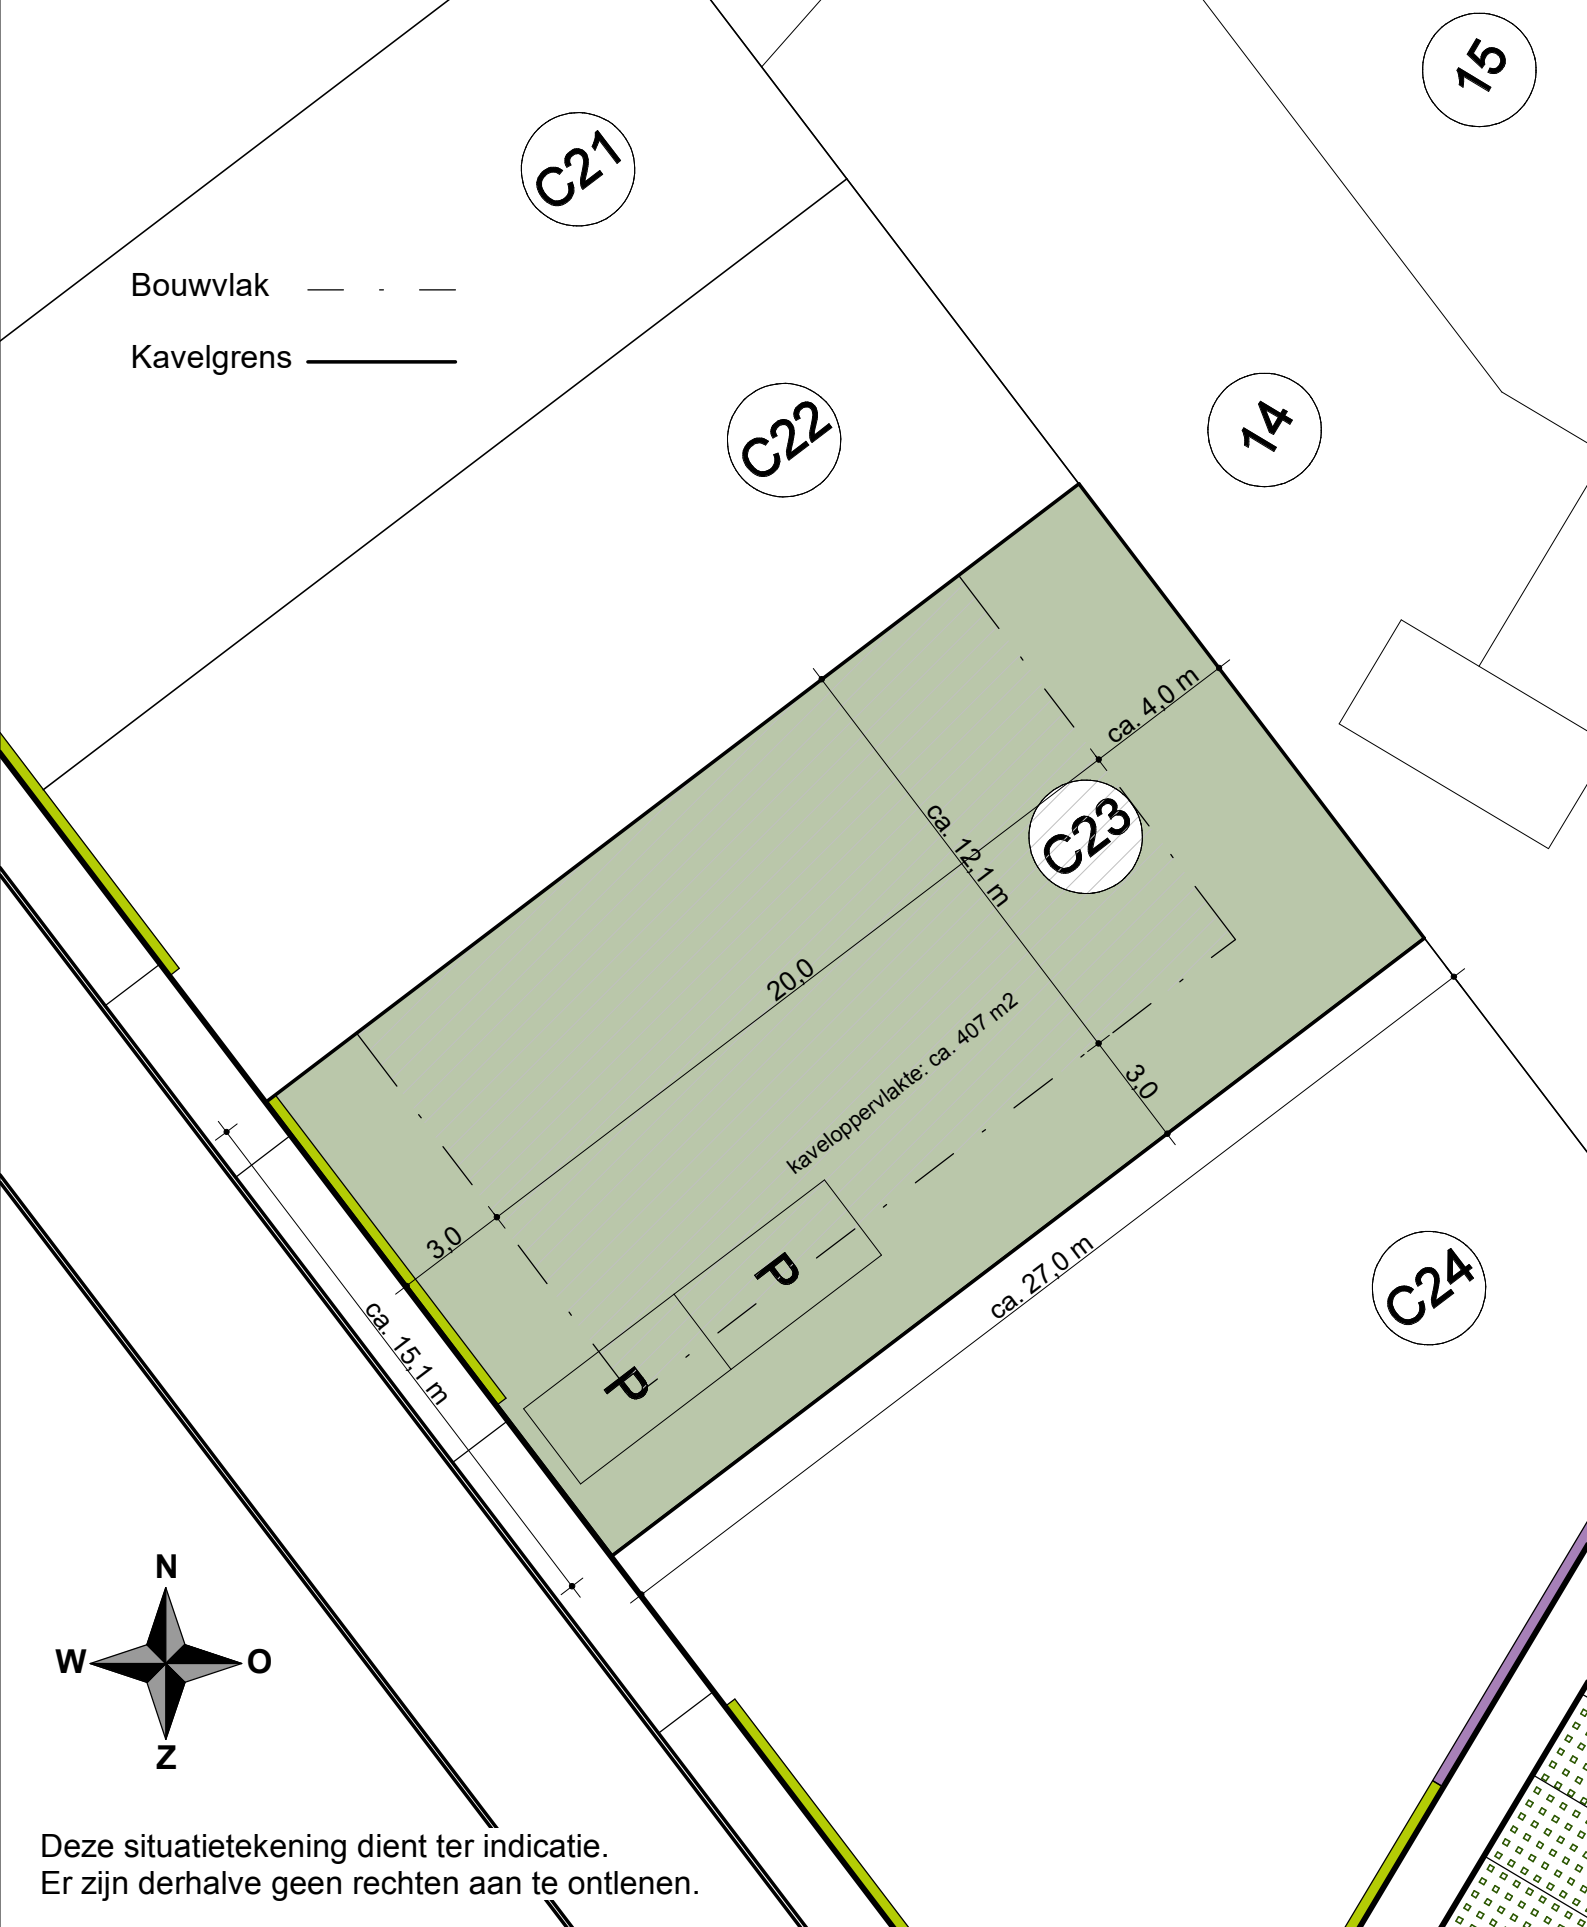 15
C21
Bouwvlak
Kavelgrens
C22
14
ca. 4,0 m
C23
ca. 12,1 m
20,0
kaveloppervlakte: ca. 407 m2
3,0
3,0
P
P
ca. 27,0 m
ca. 15,1 m
C24
N
W
O
Z
Deze situatietekening dient ter indicatie.
Er zijn derhalve geen rechten aan te ontlenen.